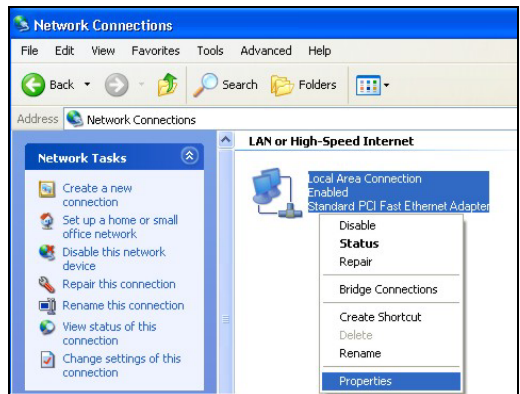 Network Connections
File Edit View Favorites Tools Advanced Help
Back Search Folders
Address Network Connections
Network Tasks
Create a new
connection
Set up a home or small
office network
Disable this network
device
Repair this connection
Rename this connection
View status of this
connection
Change settings of this
connection
LAN or High-Speed Internet
Local Area Connection
Enabled
Standard PCI Fast Ethernet Adapter
Disable
Status
Repair
Bridge Connections
Create Shortcut
Delete
Rename
Properties